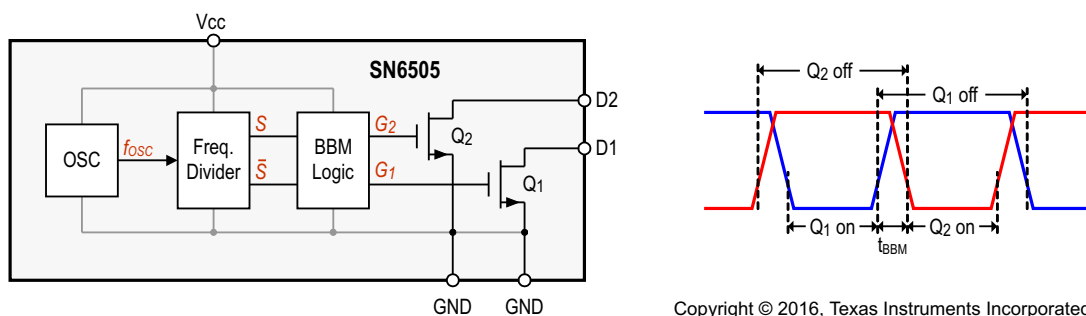 Vcc
SN6505
D2
D1
OSC
fOSC
Freq.
Divider
S
S̄
BBM
Logic
G2
G1
Q2
Q1
GND
GND
Q2 off
Q1 off
Q1 on
tBBM
Q2 on
Copyright © 2016, Texas Instruments Incorporated